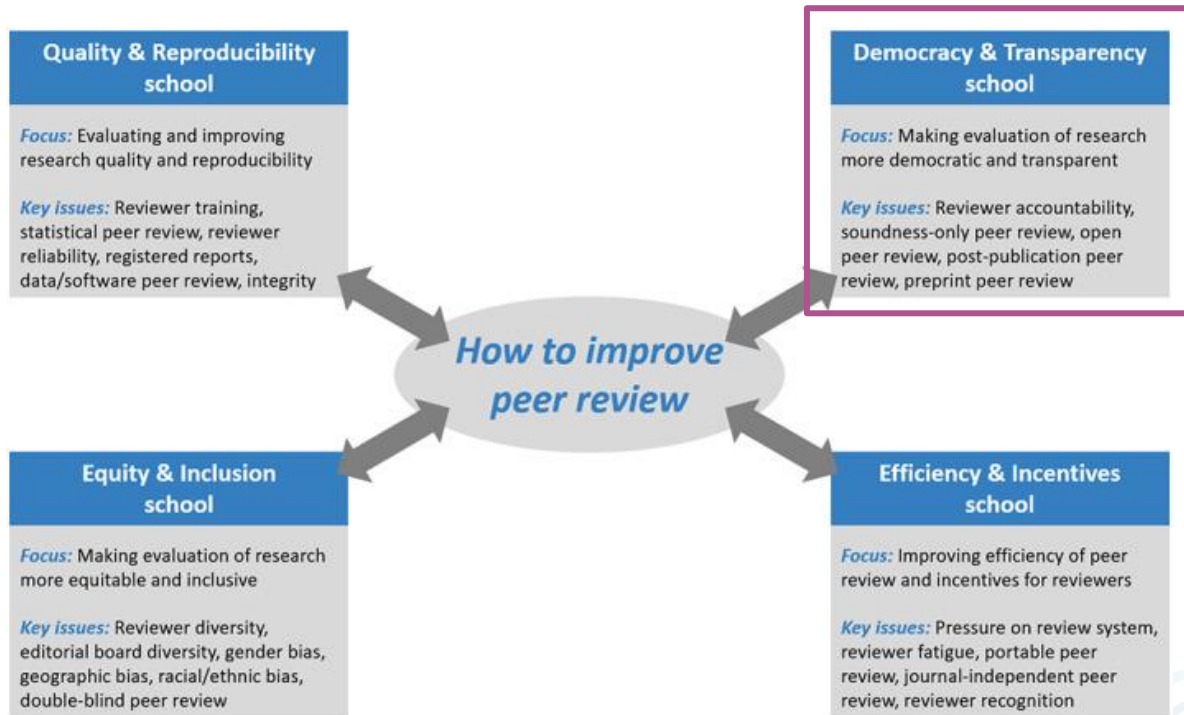 Quality & Reproducibility
school
Focus: Evaluating and improving
research quality and reproducibility
Key issues: Reviewer training,
statistical peer review, reviewer
reliability, registered reports,
data/software peer review, integrity
Democracy & Transparency
school
Focus: Making evaluation of research
more democratic and transparent
Key issues: Reviewer accountability,
soundness-only peer review, open
peer review, post-publication peer
review, preprint peer review
How to improve
peer review
Equity & Inclusion
school
Focus: Making evaluation of research
more equitable and inclusive
Key issues: Reviewer diversity,
editorial board diversity, gender bias,
geographic bias, racial/ethnic bias,
double-blind peer review
Efficiency & Incentives
school
Focus: Improving efficiency of peer
review and incentives for reviewers
Key issues: Pressure on review system,
reviewer fatigue, portable peer
review, journal-independent peer
review, reviewer recognition